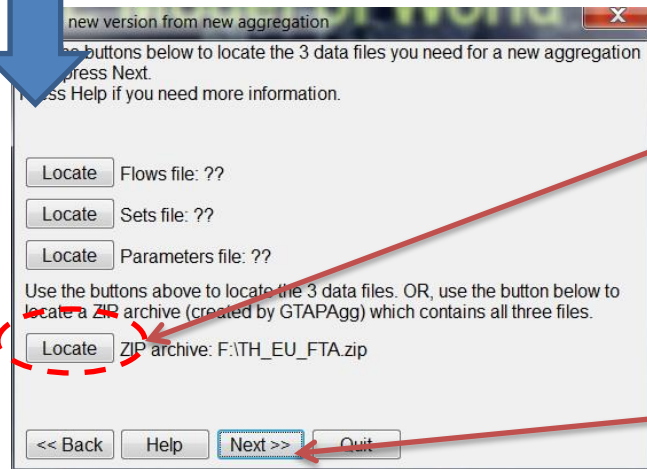 new version from new aggregation
buttons below to locate the 3 data files you need for a new aggregation
press Next.
Help if you need more information.
Locate Flows file: ??
Locate Sets file: ??
Locate Parameters file: ??
Use the buttons above to locate the 3 data files. OR, use the button below to
locate a ZIP archive (created by GTAPAgg) which contains all three files.
Locate ZIP archive: F:\TH_EU_FTA.zip
<< Back Help Next >> Quit